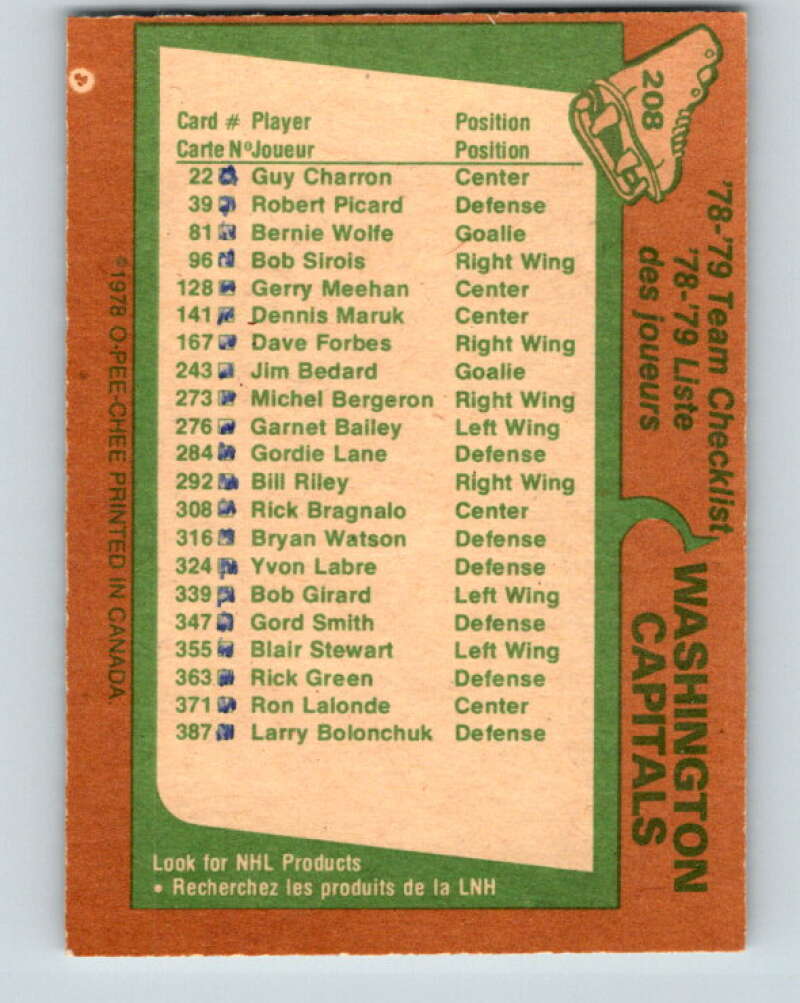 208
'78-'79 Team Checklist
'78-'79 Liste
des joueurs
WASHINGTON
CAPITALS
Card # Player Position
Carte Nº Joueur Position
22 Guy Charron Center
39 Robert Picard Defense
81 Bernie Wolfe Goalie
96 Bob Sirois Right Wing
128 Gerry Meehan Center
141 Dennis Maruk Center
167 Dave Forbes Right Wing
243 Jim Bedard Goalie
273 Michel Bergeron Right Wing
276 Garnet Bailey Left Wing
284 Gordie Lane Defense
292 Bill Riley Right Wing
308 Rick Bragnalo Center
316 Bryan Watson Defense
324 Yvon Labre Defense
339 Bob Girard Left Wing
347 Gord Smith Defense
355 Blair Stewart Left Wing
363 Rick Green Defense
371 Ron Lalonde Center
387 Larry Bolonchuk Defense
Look for NHL Products
• Recherchez les produits de la LNH
©1978 O-PEE-CHEE PRINTED IN CANADA